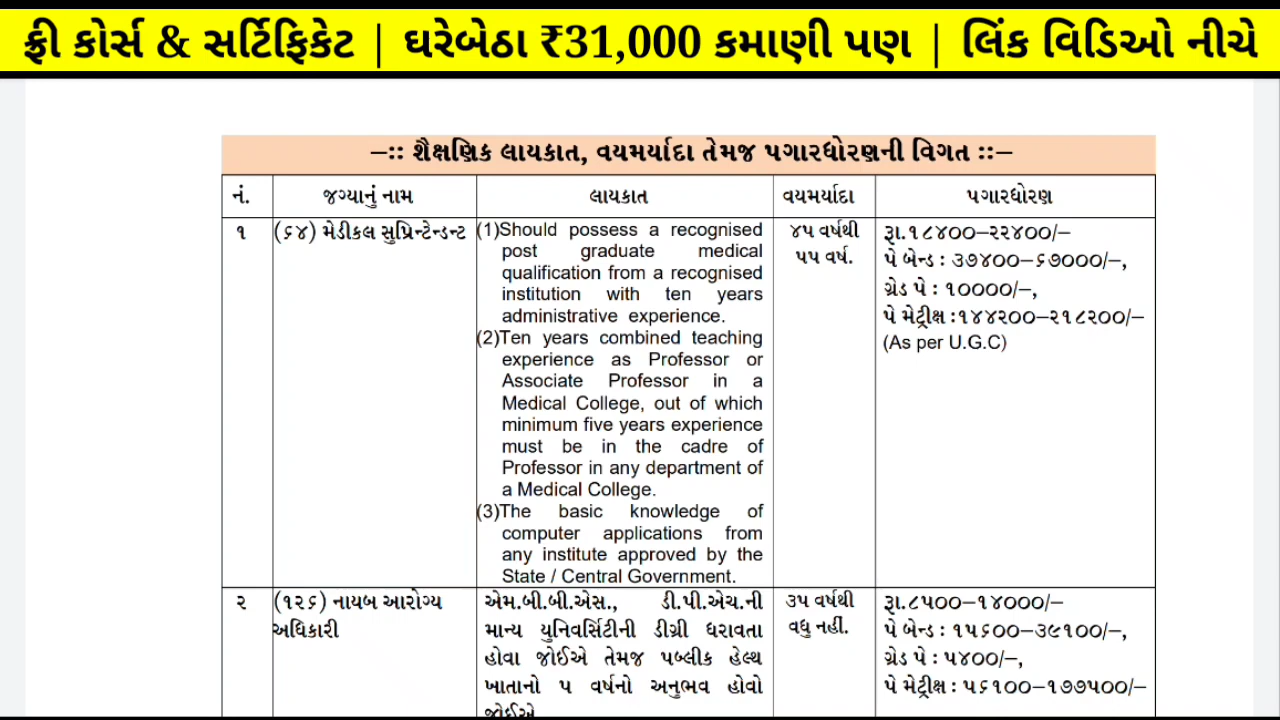 ફ્રી કોર્સ & સર્ટિફિકેટ | ઘરેબેઠા ₹31,000 કમાણી પણ | લિંક વિડિઓ નીચે
–:: શૈક્ષણિક લાયકાત, વયમર્યાદા તેમજ પગારધોરણની વિગત ::–
નં.
જગ્યાનું નામ
લાયકાત
વયમર્યાદા
પગારધોરણ
૧
(૬૪) મેડીકલ સુપ્રિન્ટેન્ડન્ટ
(1)Should possess a recognised
post graduate medical
qualification from a recognised
institution with ten years
administrative experience.
(2)Ten years combined teaching
experience as Professor or
Associate Professor in a
Medical College, out of which
minimum five years experience
must be in the cadre of
Professor in any department of
a Medical College.
(3)The basic knowledge of
computer applications from
any institute approved by the
State / Central Government.
૪૫ વર્ષથી
૫૫ વર્ષ.
રૂા.૧૮૪૦૦–૨૨૪૦૦/–
પે બેન્ડ : ૩૭૪૦૦–૬૭૦૦૦/–,
ગ્રેડ પે : ૧૦૦૦૦/–,
પે મેટ્રીક્ષ :૧૪૪૨૦૦–૨૧૮૨૦૦/–
(As per U.G.C)
૨
(૧૨૬) નાયબ આરોગ્ય
અધિકારી
એમ.બી.બી.એસ., ડી.પી.એચ.ની
માન્ય યુનિવર્સિટીની ડીગ્રી ધરાવતા
હોવા જોઈએ તેમજ પબ્લીક હેલ્થ
ખાતાનો ૫ વર્ષનો અનુભવ હોવો
જોઈએ
૩૫ વર્ષથી
વધુ નહીં.
રૂા.૮૫૦૦–૧૪૦૦૦/–
પે બેન્ડ : ૧૫૬૦૦–૩૯૧૦૦/–,
ગ્રેડ પે : ૫૪૦૦/–,
પે મેટ્રીક્ષ : ૫૬૧૦૦–૧૭૭૫૦૦/–